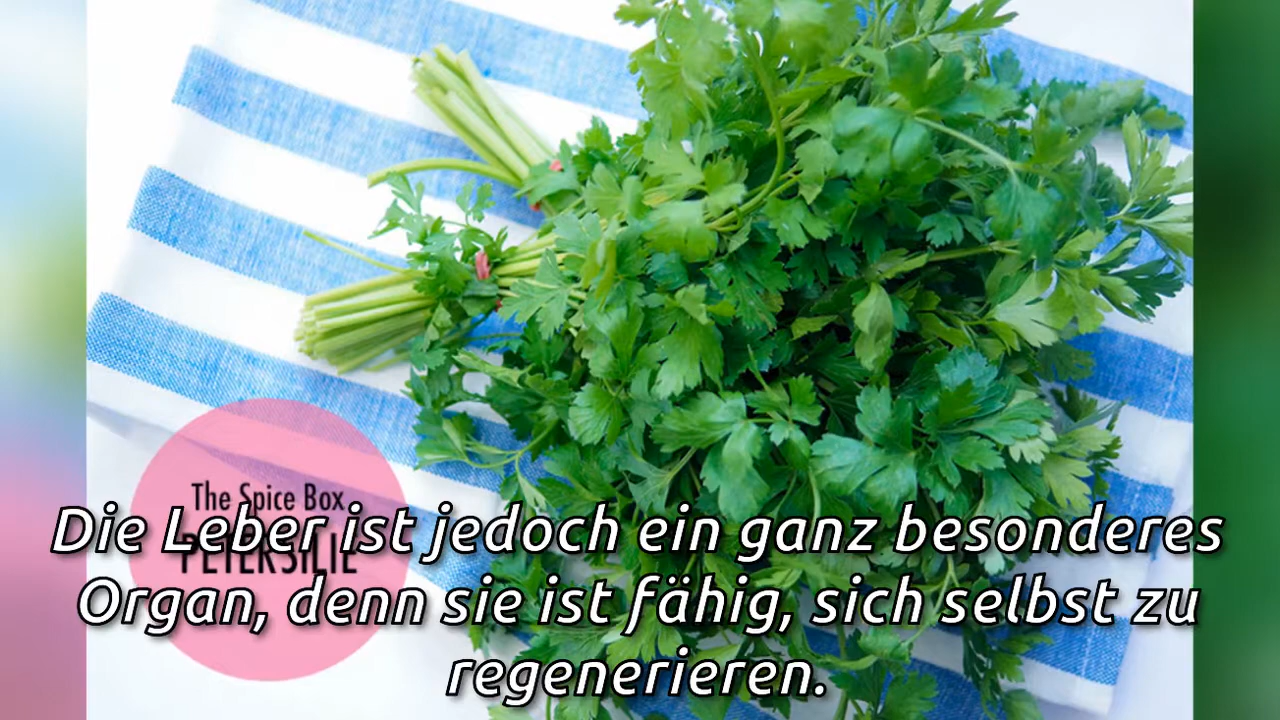 The Spice Box
PETERSILIE
Die Leber ist jedoch ein ganz besonderes
Organ, denn sie ist fähig, sich selbst zu
regenerieren.